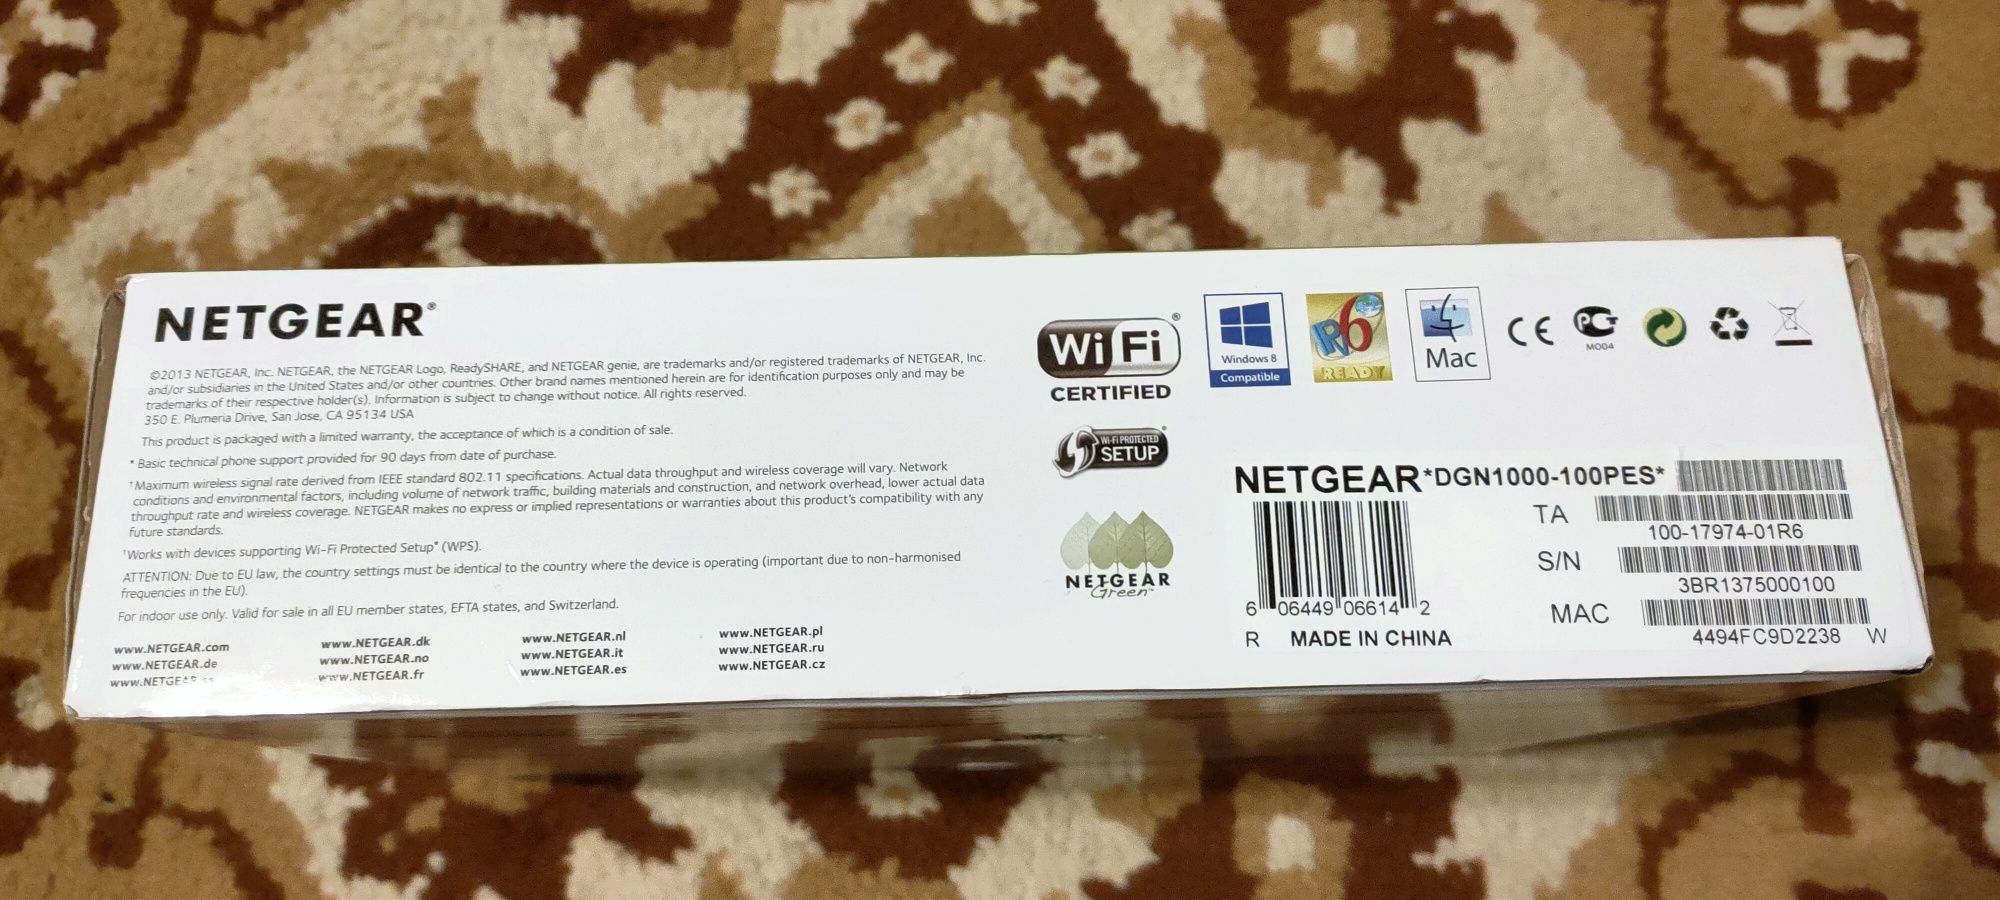 NETGEAR®
©2013 NETGEAR, Inc. NETGEAR, the NETGEAR Logo, ReadySHARE, and NETGEAR genie, are trademarks and/or registered trademarks of NETGEAR, Inc.
and/or subsidiaries in the United States and/or other countries. Other brand names mentioned herein are for identification purposes only and may be
trademarks of their respective holder(s). Information is subject to change without notice. All rights reserved.
350 E. Plumeria Drive, San Jose, CA 95134 USA
This product is packaged with a limited warranty, the acceptance of which is a condition of sale.
* Basic technical phone support provided for 90 days from date of purchase.
†Maximum wireless signal rate derived from IEEE standard 802.11 specifications. Actual data throughput and wireless coverage will vary. Network
conditions and environmental factors, including volume of network traffic, building materials and construction, and network overhead, lower actual data
throughput rate and wireless coverage. NETGEAR makes no express or implied representations or warranties about this product's compatibility with any
future standards.
†Works with devices supporting Wi-Fi Protected Setup® (WPS).
ATTENTION: Due to EU law, the country settings must be identical to the country where the device is operating (important due to non-harmonised
frequencies in the EU).
For indoor use only. Valid for sale in all EU member states, EFTA states, and Switzerland.
www.NETGEAR.com
www.NETGEAR.de
www.NETGEAR
www.NETGEAR.dk
www.NETGEAR.no
www.NETGEAR.fr
www.NETGEAR.nl
www.NETGEAR.it
www.NETGEAR.es
www.NETGEAR.pl
www.NETGEAR.ru
www.NETGEAR.cz
Wi Fi®
CERTIFIED
WI-FI PROTECTED®
SETUP
NETGEAR
Green™
Windows 8
Compatible
IPv6
READY
Mac
CE
РСТ
МО04
NETGEAR *DGN1000-100PES*
TA
100-17974-01R6
S/N
3BR1375000100
MAC
4494FC9D2238 W
6 06449 06614 2
R MADE IN CHINA